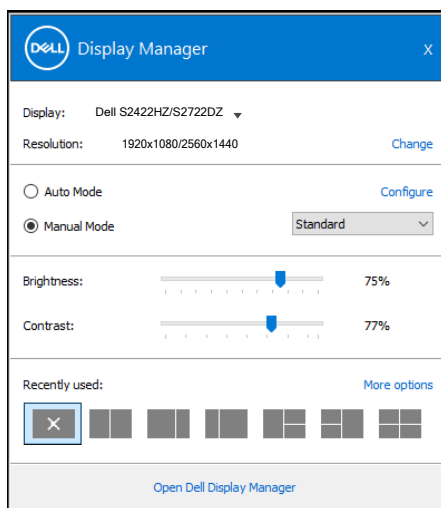 DELL Display Manager X
Display: Dell S2422HZ/S2722DZ
Resolution: 1920x1080/2560x1440 Change
Auto Mode Configure
Manual Mode Standard
Brightness: 75%
Contrast: 77%
Recently used: More options
Open Dell Display Manager